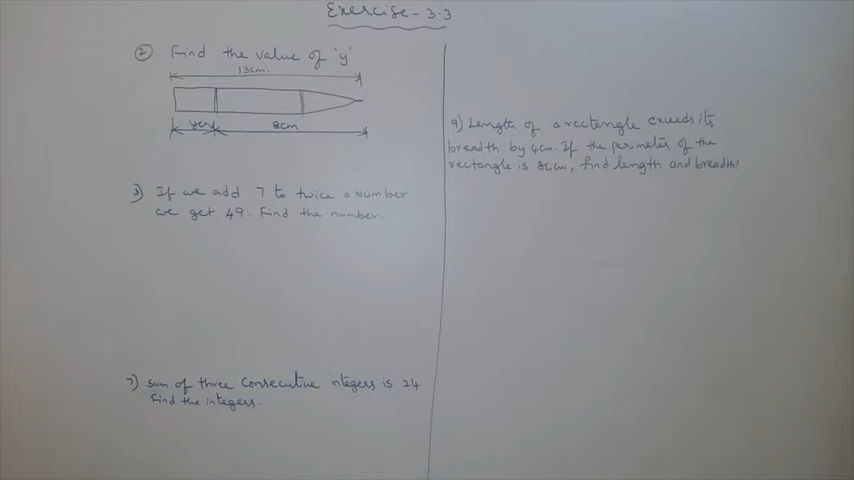 Exercise - 3.3
② Find the value of 'y'
13cm.
ycm
8cm
3) If we add 7 to twice a Number
we get 49. Find the number.
7) sum of three Consecutive integers is 24
Find the integers.
9) Length of a rectangle exceeds its
breadth by 4cm. If the perimeter of the
rectangle is cm, find length and breadth?